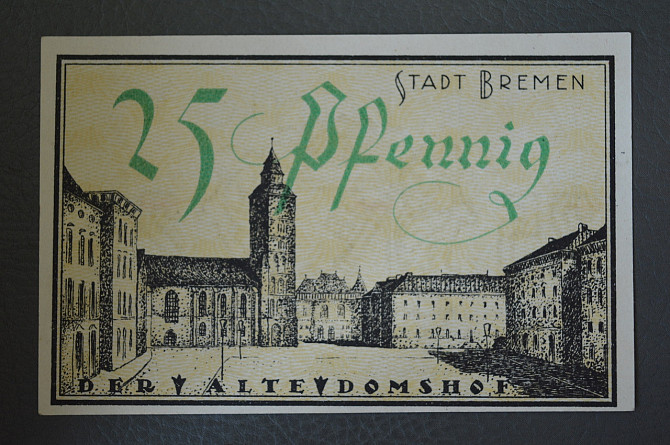 STADT BREMEN
25 Pfennig
DER ALTE DOMSHOF